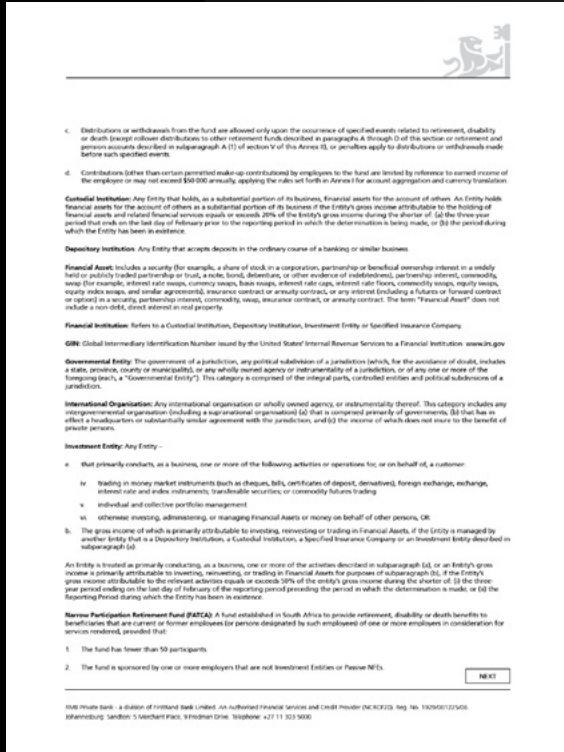 c. Distributions or withdrawals from the fund are allowed only upon the occurrence of specified events related to retirement, disability
or death (except rollover distributions to other retirement funds described in paragraphs A through D of this section or retirement and
pension accounts described in subparagraph A (1) of section V of this Annex II), or penalties apply to distributions or withdrawals made
before such specified events.
d. Contributions (other than certain permitted make-up contributions) by employees to the fund are limited by reference to earned income of
the employee or may not exceed $50 000 annually, applying the rules set forth in Annex I for account aggregation and currency translation.
Custodial Institution: Any Entity that holds, as a substantial portion of its business, financial assets for the account of others. An Entity holds
financial assets for the account of others as a substantial portion of its business if the Entity's gross income attributable to the holding of
financial assets and related financial services equals or exceeds 20% of the Entity's gross income during the shorter of: (a) the three-year
period that ends on the last day of February prior to the reporting period in which the determination is being made, or (b) the period during
which the Entity has been in existence.
Depository Institution: Any Entity that accepts deposits in the ordinary course of a banking or similar business.
Financial Asset: Includes a security (for example, a share of stock in a corporation, partnership or beneficial ownership interest in a widely
held or publicly traded partnership or trust, a note, bond, debenture, or other evidence of indebtedness), partnership interest, commodity,
swap (for example, interest rate swaps, currency swaps, basis swaps, interest rate caps, interest rate floors, commodity swaps, equity swaps,
equity index swaps, and similar agreements), insurance contract or annuity contract, or any interest (including a futures or forward contract
or option) in a security, partnership interest, commodity, swap, insurance contract, or annuity contract. The term "Financial Asset" does not
include a non-debt, direct interest in real property.
Financial Institution: Refers to a Custodial Institution, Depository Institution, Investment Entity or Specified Insurance Company.
GIIN: Global Intermediary Identification Number issued by the United States' Internal Revenue Services to a Financial Institution: www.irs.gov
Governmental Entity: The government of a jurisdiction, any political subdivision of a jurisdiction (which, for the avoidance of doubt, includes
a state, province, county or municipality), or any wholly owned agency or instrumentality of a jurisdiction, or of any one or more of the
foregoing (each, a "Governmental Entity"). This category is comprised of the integral parts, controlled entities and political subdivisions of a
jurisdiction.
International Organisation: Any international organisation or wholly owned agency, or instrumentality thereof. This category includes any
intergovernmental organisation (including a supranational organisation) (a) that is comprised primarily of governments, (b) that has in
effect a headquarters or substantially similar agreement with the jurisdiction, and (c) the income of which does not inure to the benefit of
private persons.
Investment Entity: Any Entity –
a. that primarily conducts, as a business, one or more of the following activities or operations for, or on behalf of, a customer:
iv. trading in money market instruments (such as cheques, bills, certificates of deposit, derivatives), foreign exchange, exchange,
interest rate and index instruments; transferable securities; or commodity futures trading
v. individual and collective portfolio management
vi. otherwise investing, administering, or managing Financial Assets or money on behalf of other persons, OR
b. The gross income of which is primarily attributable to investing, reinvesting or trading in Financial Assets, if the Entity is managed by
another Entity that is a Depository Institution, a Custodial Institution, a Specified Insurance Company or an Investment Entity described in
subparagraph (a)
An Entity is treated as primarily conducting, as a business, one or more of the activities described in subparagraph (a), or an Entity's gross
income is primarily attributable to investing, reinvesting, or trading in Financial Assets for purposes of subparagraph (b), if the Entity's
gross income attributable to the relevant activities equals or exceeds 50% of the entity's gross income during the shorter of: (i) the three-
year period ending on the last day of February of the reporting period preceding the period in which the determination is made; or (ii) the
Reporting Period during which the Entity has been in existence.
Narrow Participation Retirement Fund (FATCA): A fund established in South Africa to provide retirement, disability or death benefits to
beneficiaries that are current or former employees (or persons designated by such employees) of one or more employers in consideration for
services rendered, provided that:
1. The fund has fewer than 50 participants
2. The fund is sponsored by one or more employers that are not Investment Entities or Passive NFEs.
NEXT
RMB Private Bank - a division of FirstRand Bank Limited. An Authorised Financial Services and Credit Provider (NCRCP20). Reg. No. 1929/001225/06.
Johannesburg: Sandton: 5 Merchant Place, 9 Fredman Drive. Telephone: +27 11 303 5000